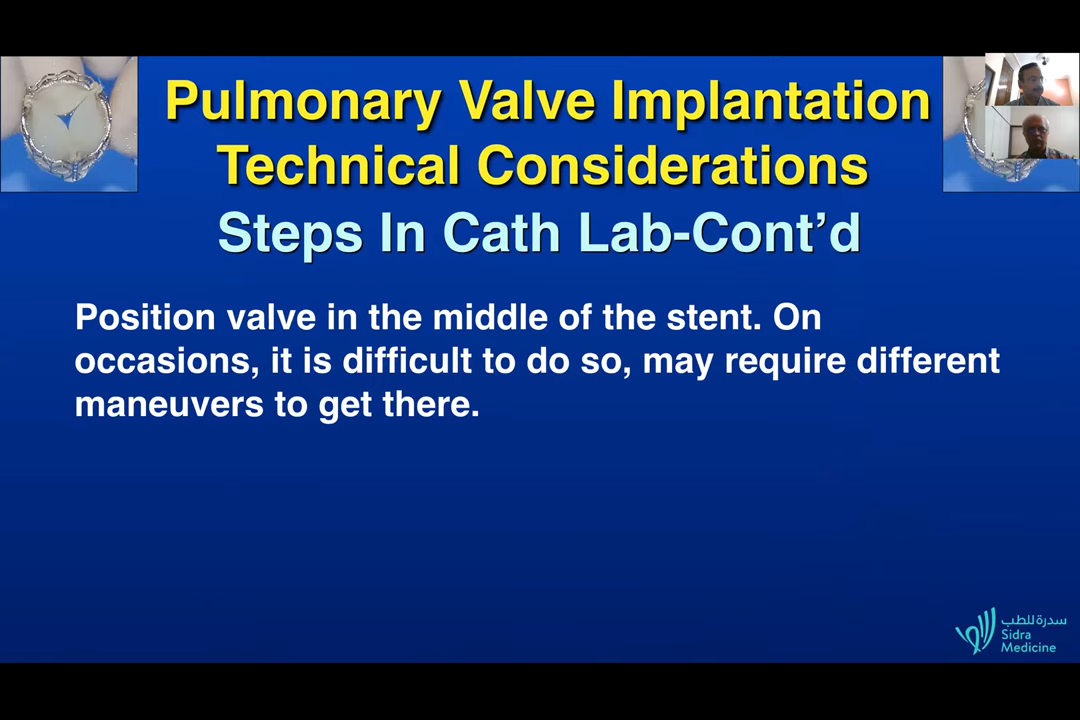 Pulmonary Valve Implantation
Technical Considerations
Steps In Cath Lab-Cont’d
Position valve in the middle of the stent. On
occasions, it is difficult to do so, may require different
maneuvers to get there.
سدرة للطب
Sidra
Medicine